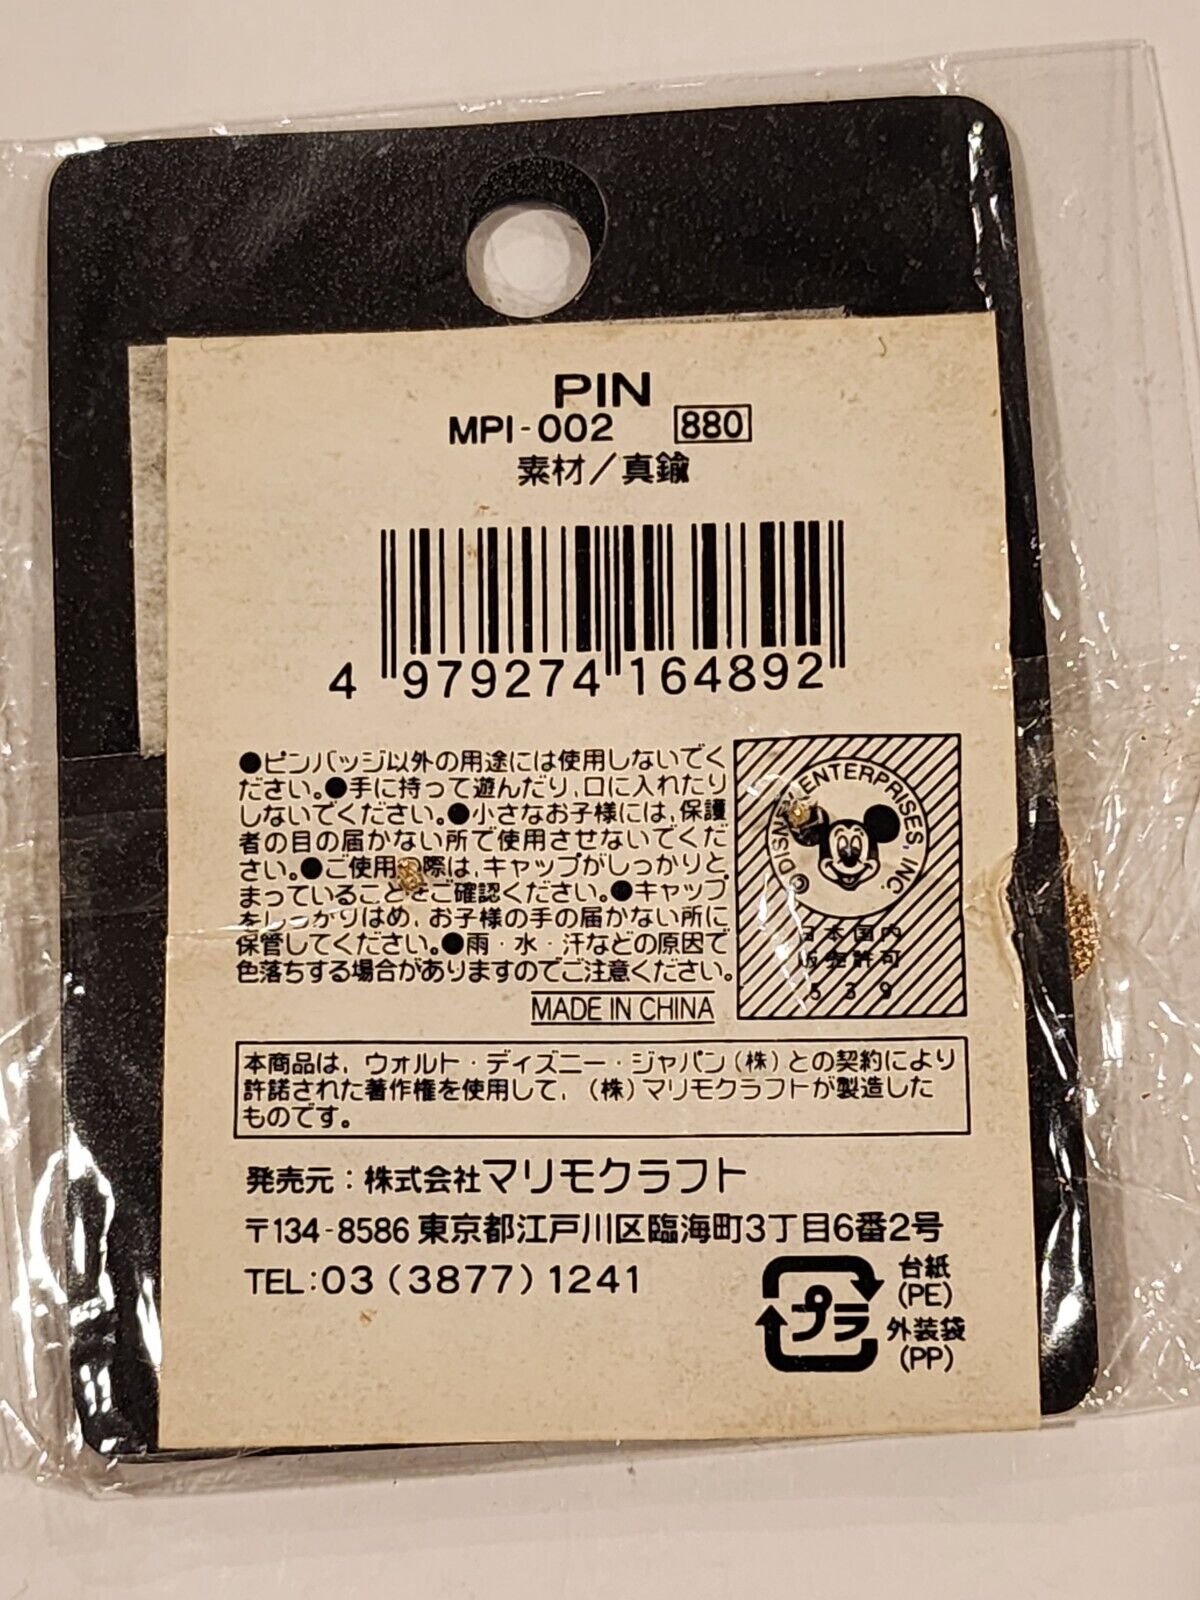 PIN
MPI-002 880
素材／真鍮
4 979274 164892
●ピンバッジ以外の用途には使用しないでく
ださい。●手に持って遊んだり、口に入れたり
しないでください。●小さなお子様には、保護
者の目の届かない所で使用させないでくだ
さい。●ご使用の際は、キャップがしっかりと
まっていることをご確認ください。●キャップ
をしっかりはめ、お子様の手の届かない所に
保管してください。●雨・水・汗などの原因で
色落ちする場合がありますのでご注意ください。
MADE IN CHINA
© DISNEY ENTERPRISES, INC.
日本国内
販売許可
5 3 9
本商品は、ウォルト・ディズニー・ジャパン（株）との契約により
許諾された著作権を使用して、（株）マリモクラフトが製造した
ものです。
発売元：株式会社マリモクラフト
〒134-8586 東京都江戸川区臨海町3丁目6番2号
TEL:03（3877）1241
プラ
台紙
(PE)
外装袋
(PP)